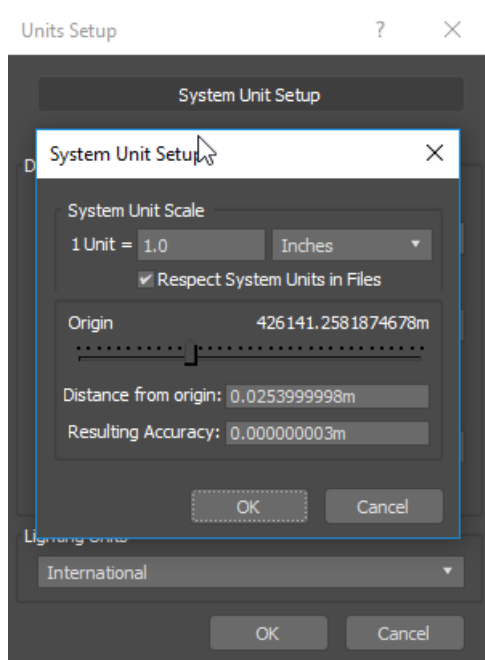 Units Setup
System Unit Setup
System Unit Setup
System Unit Scale
1 Unit = 1.0 Inches
Respect System Units in Files
Origin 426141.2581874678m
Distance from origin: 0.0253999998m
Resulting Accuracy: 0.000000003m
OK Cancel
International
OK Cancel